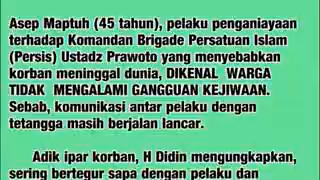 Asep Maptuh (45 tahun), pelaku penganiayaan
terhadap Komandan Brigade Persatuan Islam
(Persis) Ustadz Prawoto yang menyebabkan
korban meninggal dunia, DIKENAL WARGA
TIDAK MENGALAMI GANGGUAN KEJIWAAN.
Sebab, komunikasi antar pelaku dengan
tetangga masih berjalan lancar.
Adik ipar korban, H Didin mengungkapkan,
sering bertegur sapa dengan pelaku dan